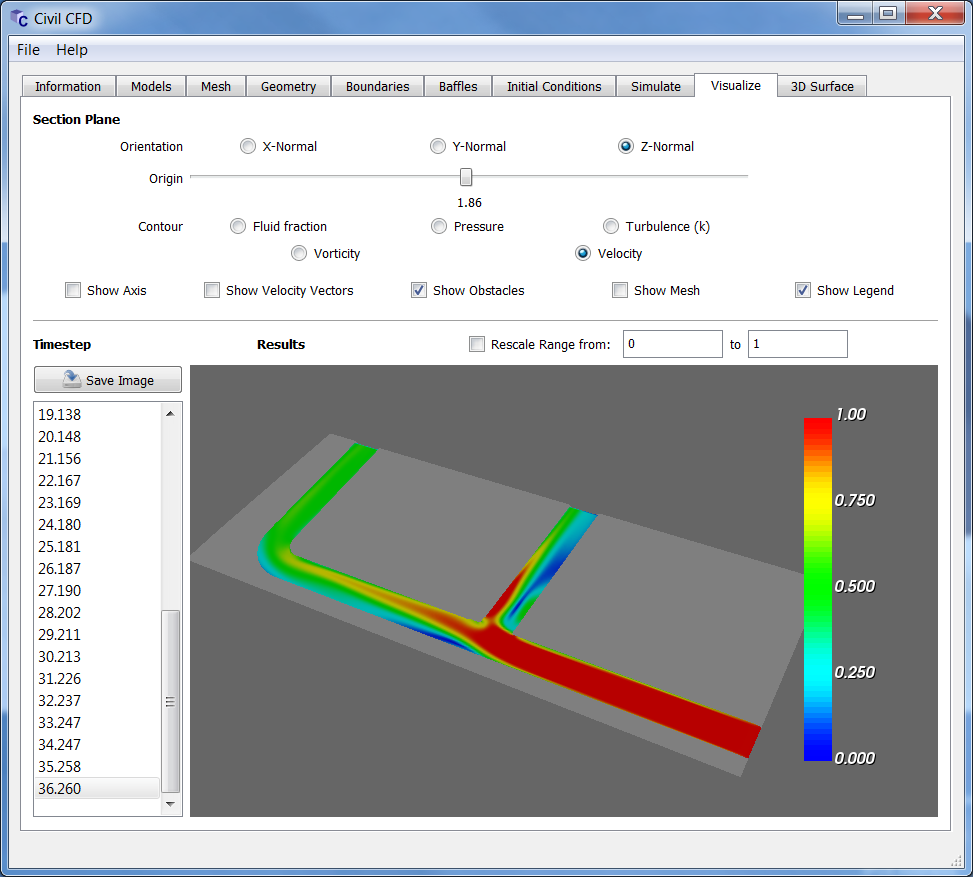 Civil CFD
File Help
Information Models Mesh Geometry Boundaries Baffles Initial Conditions Simulate Visualize 3D Surface
Section Plane
Orientation X-Normal Y-Normal Z-Normal
Origin
1.86
Contour Fluid fraction Pressure Turbulence (k)
Vorticity Velocity
Show Axis Show Velocity Vectors Show Obstacles Show Mesh Show Legend
Timestep Results Rescale Range from: 0 to 1
Save Image
19.138
20.148
21.156
22.167
23.169
24.180
25.181
26.187
27.190
28.202
29.211
30.213
31.226
32.237
33.247
34.247
35.258
36.260
1.00
0.750
0.500
0.250
0.000